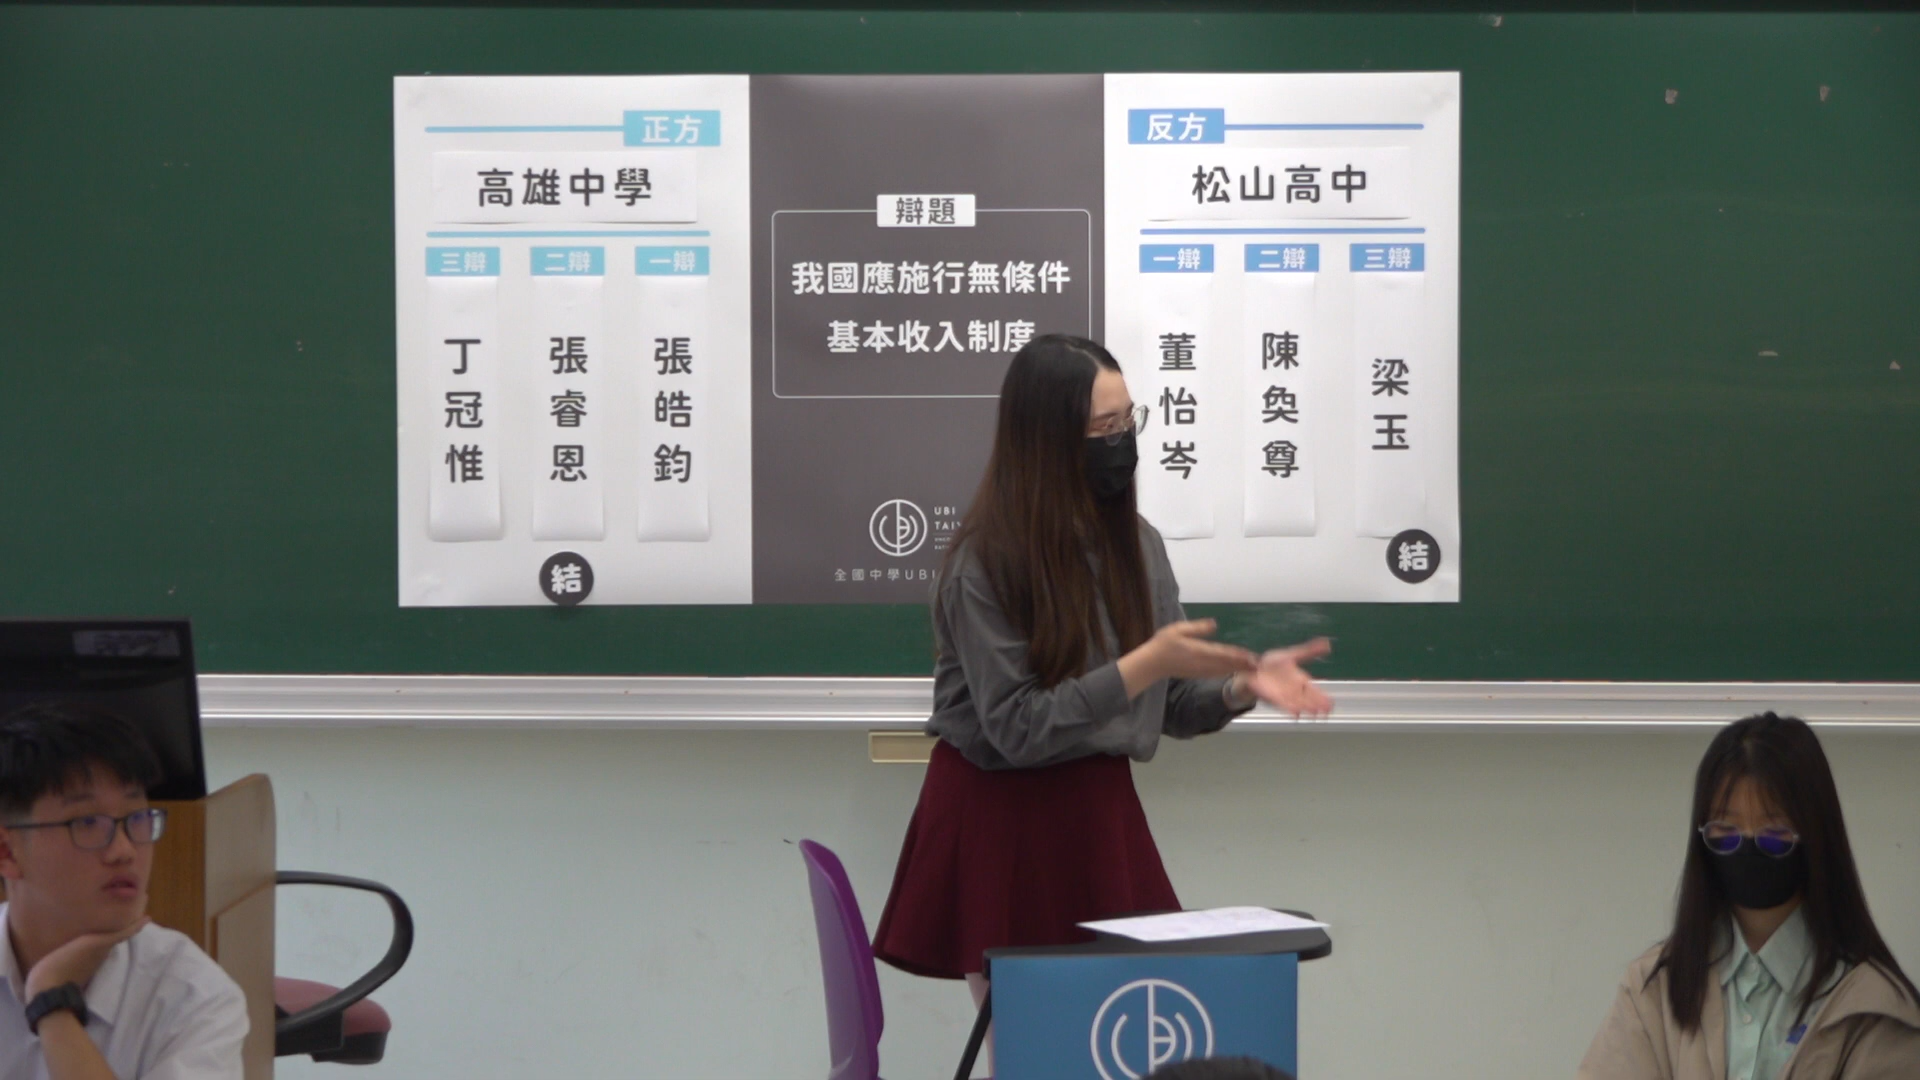 正方
高雄中學
三辯 二辯 一辯
丁冠惟
張睿恩
張皓鈞
結
辯題
我國應施行無條件
基本收入制度
UBI
全國中學UBI
反方
松山高中
一辯 二辯 三辯
董怡岑
陳奐尊
梁玉
結